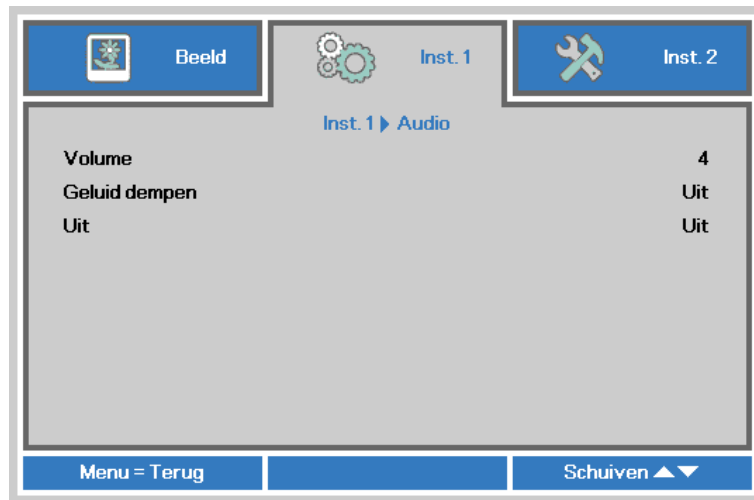 Beeld
Inst. 1
Inst. 2
Inst. 1 ▶ Audio
Volume 4
Geluid dempen Uit
Uit Uit
Menu = Terug
Schuiven ▲▼